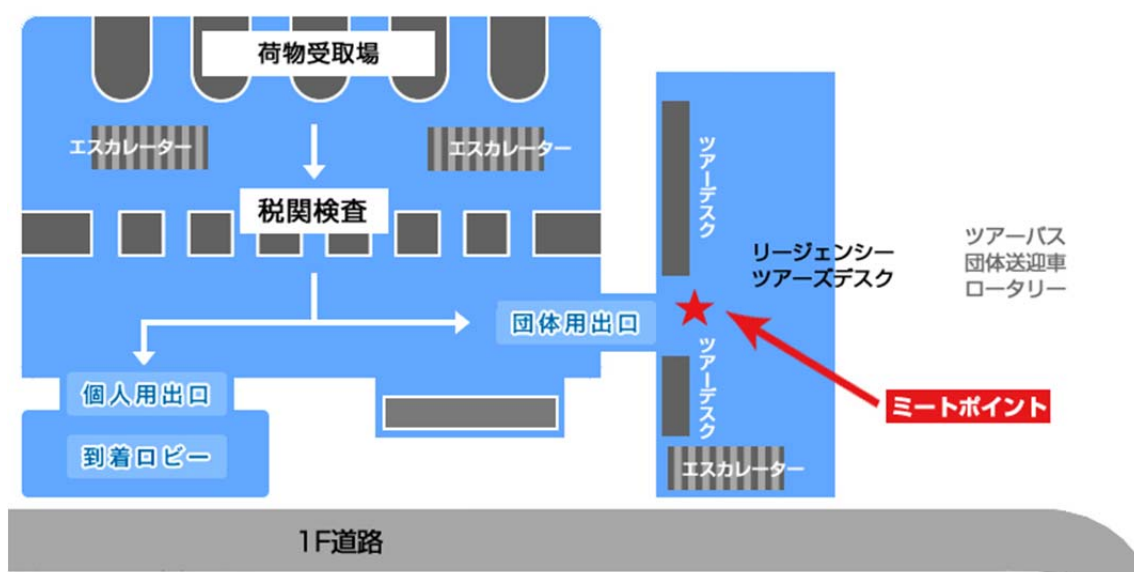 荷物受取場
エスカレーター
エスカレーター
税関検査
ツアーデスク
リージェンシー
ツアーズデスク
ツアーバス
団体送迎車
ロータリー
団体用出口
ツアーデスク
個人用出口
ミートポイント
到着ロビー
エスカレーター
1F道路